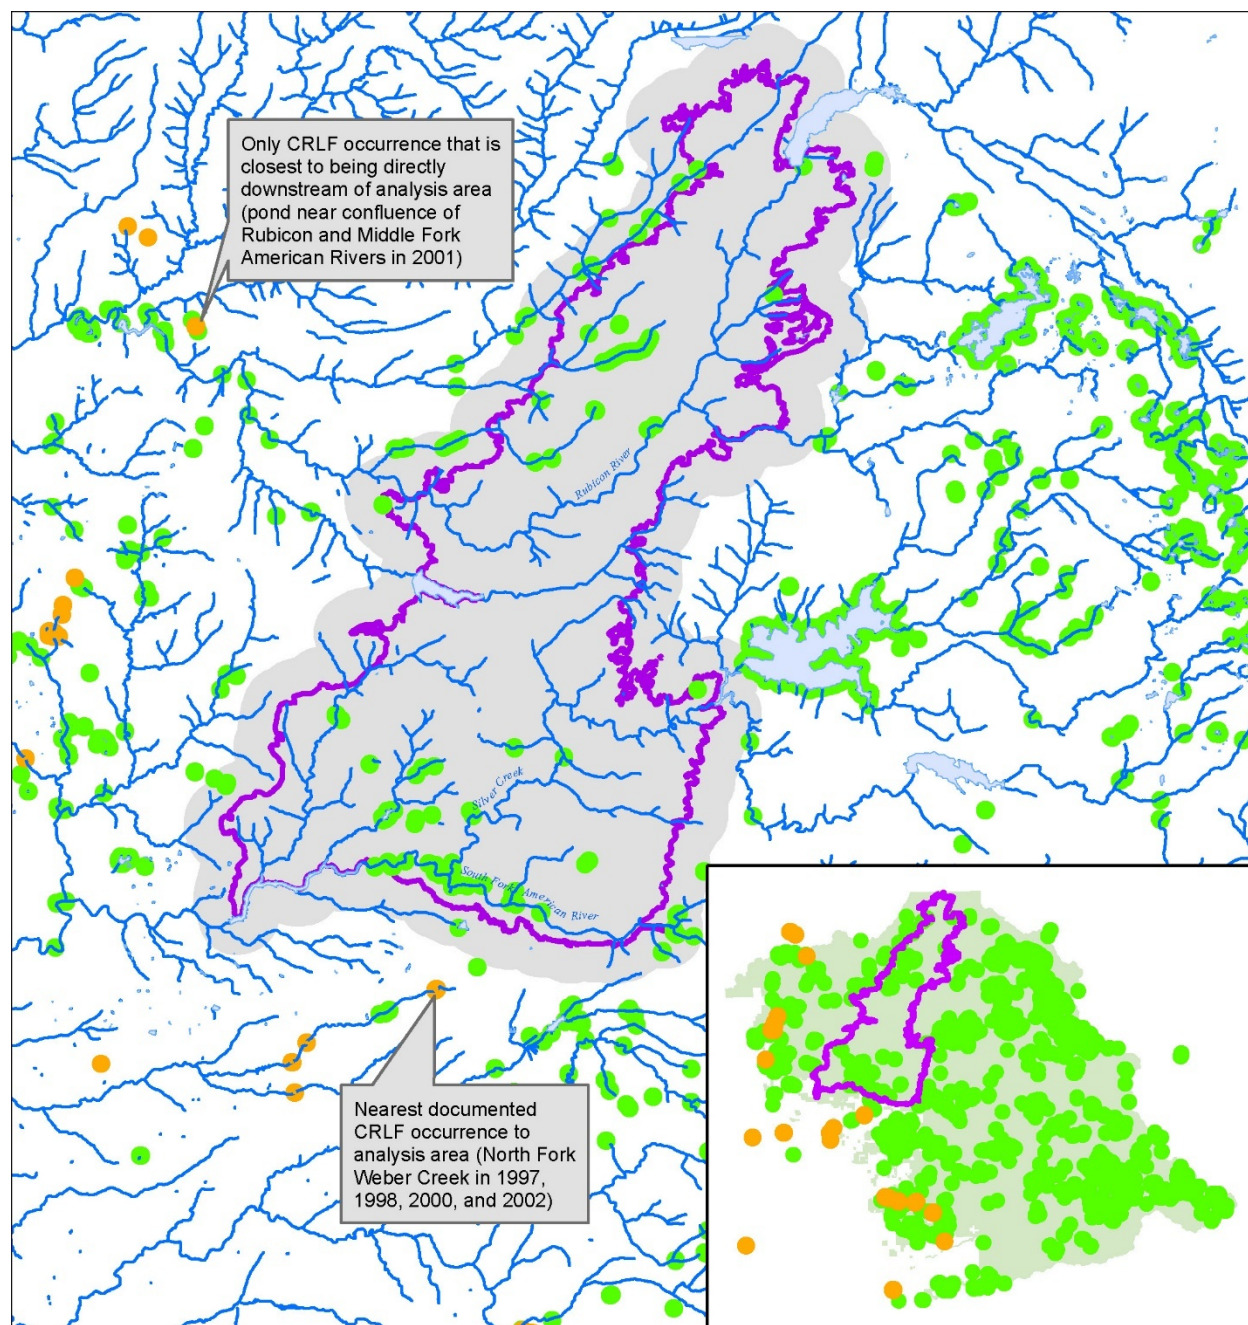 Only CRLF occurrence that is
closest to being directly
downstream of analysis area
(pond near confluence of
Rubicon and Middle Fork
American Rivers in 2001)
Rubicon River
Silver Creek
South Fork American River
Nearest documented
CRLF occurrence to
analysis area (North Fork
Weber Creek in 1997,
1998, 2000, and 2002)